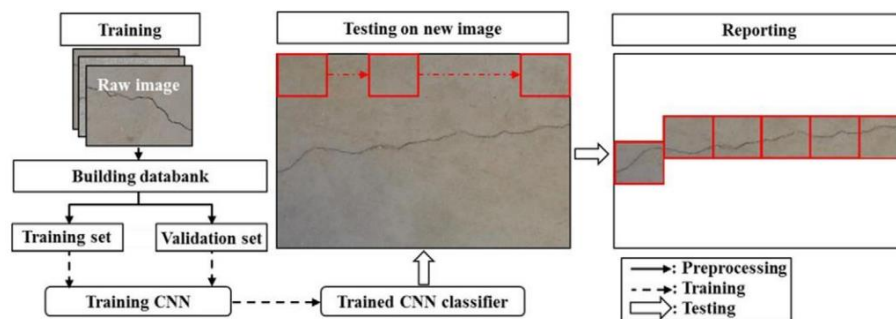 Training
Raw image
Building databank
Training set
Validation set
Training CNN
Trained CNN classifier
Testing on new image
Reporting
: Preprocessing
: Training
: Testing